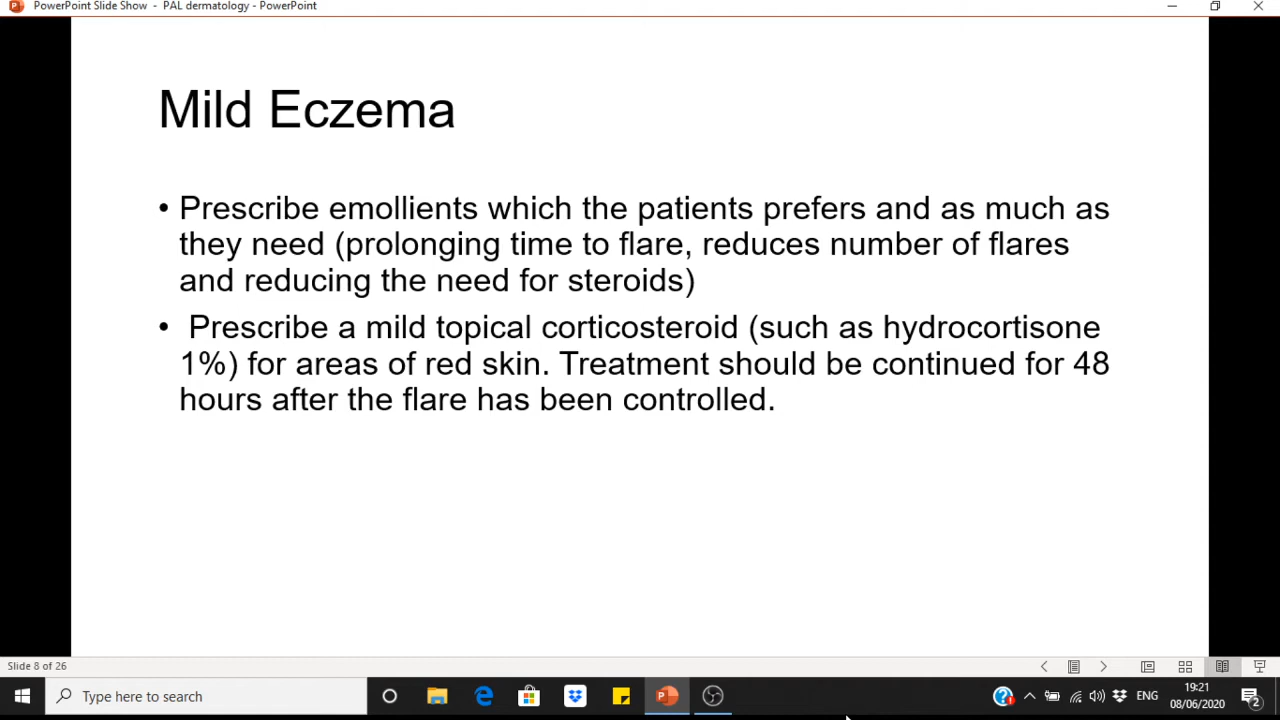 PowerPoint Slide Show - PAL dermatology - PowerPoint
Mild Eczema
• Prescribe emollients which the patients prefers and as much as
they need (prolonging time to flare, reduces number of flares
and reducing the need for steroids)
• Prescribe a mild topical corticosteroid (such as hydrocortisone
1%) for areas of red skin. Treatment should be continued for 48
hours after the flare has been controlled.
Slide 8 of 26
Type here to search
ENG
19:21
08/06/2020
2